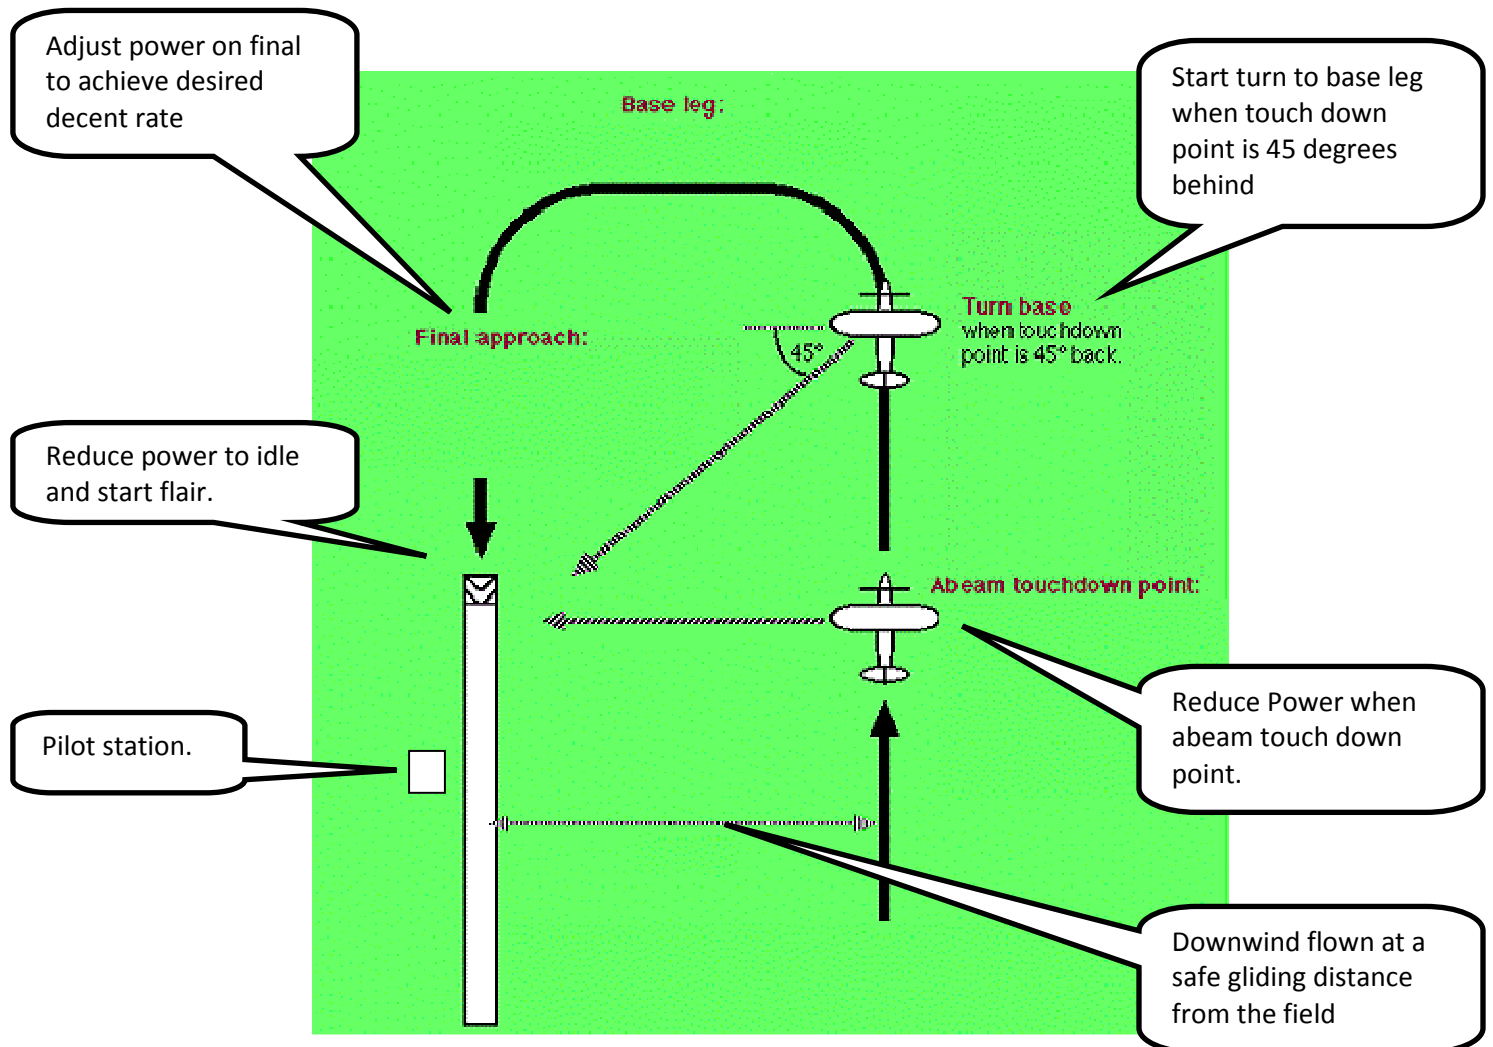 Adjust power on final
to achieve desired
decent rate
Base leg:
Start turn to base leg
when touch down
point is 45 degrees
behind
Final approach:
45°
Turn base
when touchdown
point is 45° back.
Reduce power to idle
and start flair.
Abeam touchdown point:
Pilot station.
Reduce Power when
abeam touch down
point.
Downwind flown at a
safe gliding distance
from the field